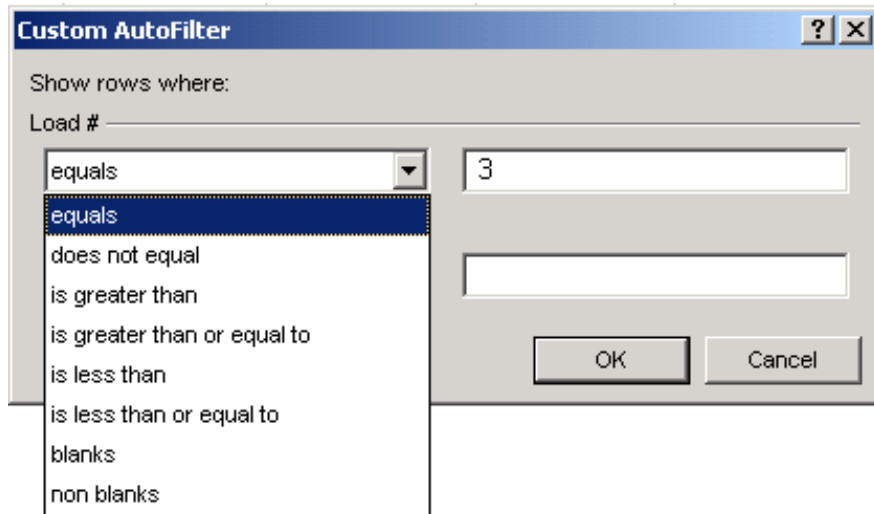 Custom AutoFilter
Show rows where:
Load #
equals
3
equals
does not equal
is greater than
is greater than or equal to
is less than
is less than or equal to
blanks
non blanks
OK
Cancel